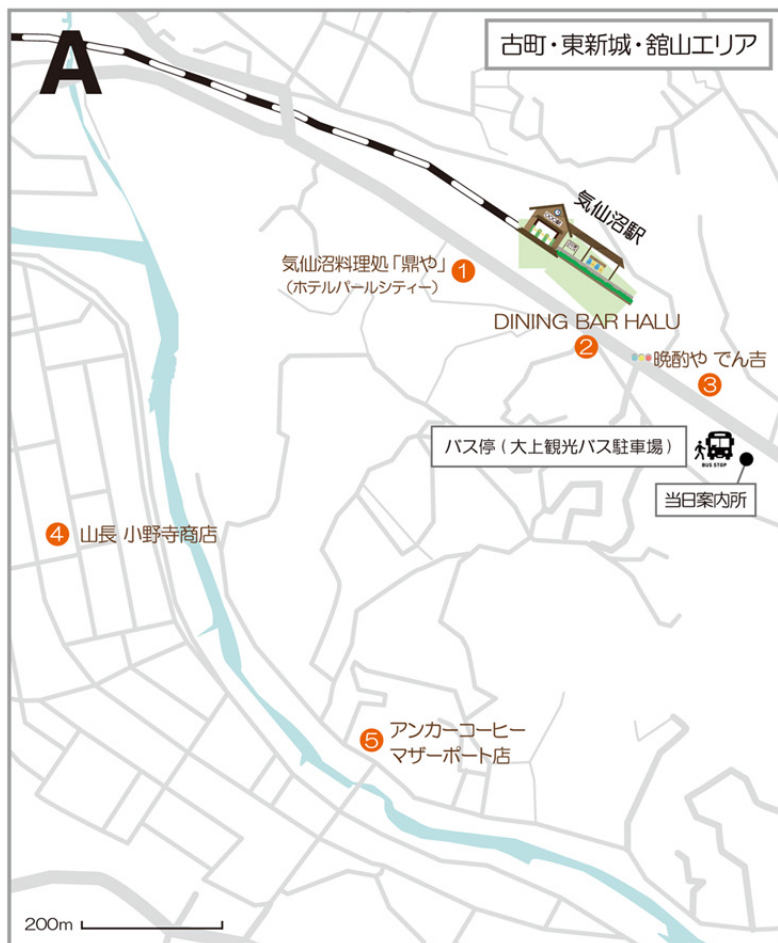 A
古町・東新城・舘山エリア
気仙沼駅
気仙沼料理処「鼎や」
（ホテルパールシティー）
1
DINING BAR HALU
2
晩酌や でん吉
3
バス停 ( 大上観光バス駐車場 )
BUS STOP
当日案内所
4 山長 小野寺商店
5 アンカーコーヒー
マザーポート店
200m